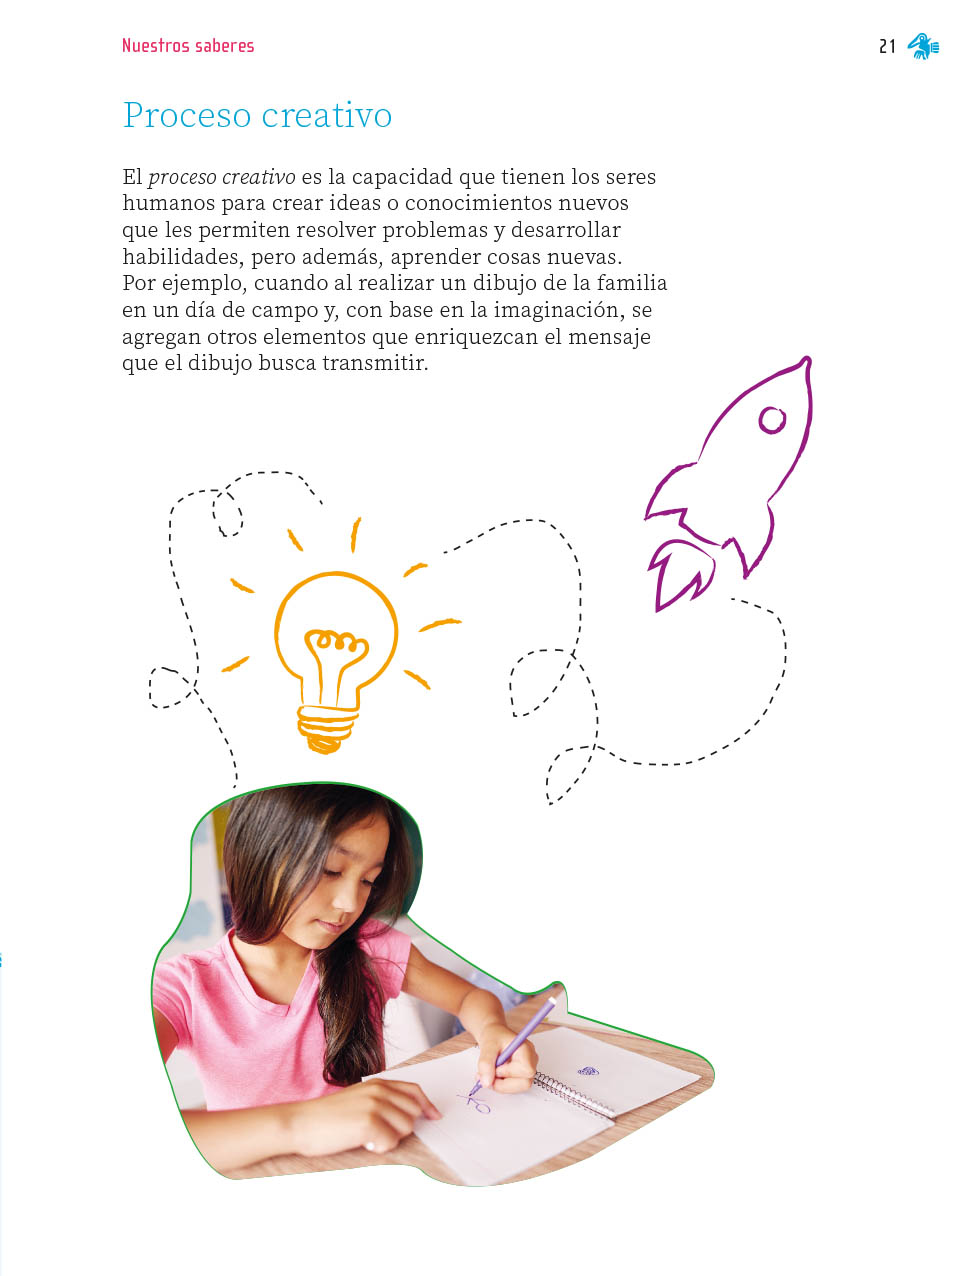 Nuestros saberes
21
Proceso creativo
El proceso creativo es la capacidad que tienen los seres
humanos para crear ideas o conocimientos nuevos
que les permiten resolver problemas y desarrollar
habilidades, pero además, aprender cosas nuevas.
Por ejemplo, cuando al realizar un dibujo de la familia
en un día de campo y, con base en la imaginación, se
agregan otros elementos que enriquezcan el mensaje
que el dibujo busca transmitir.